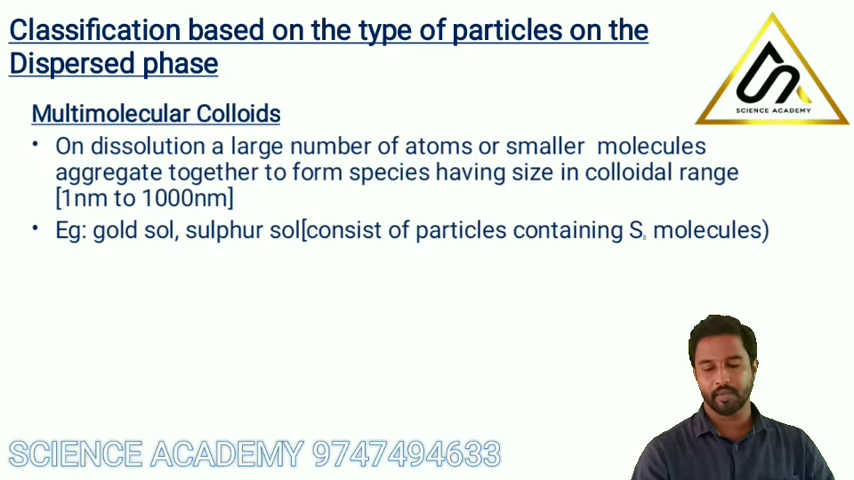 Classification based on the type of particles on the
Dispersed phase
SCIENCE ACADEMY
Multimolecular Colloids
• On dissolution a large number of atoms or smaller molecules
aggregate together to form species having size in colloidal range
[1nm to 1000nm]
• Eg: gold sol, sulphur sol[consist of particles containing S₈ molecules)
SCIENCE ACADEMY 9747494633